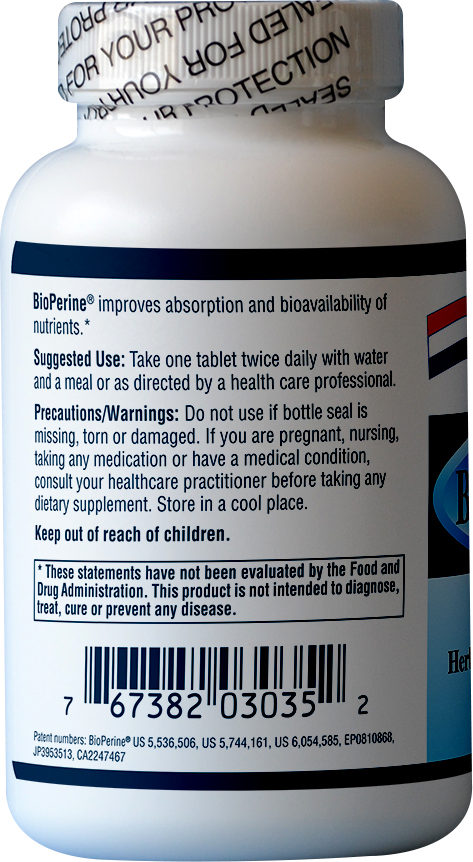 SEALED FOR YOUR PROTECTION
BioPerine® improves absorption and bioavailability of
nutrients.*
Suggested Use: Take one tablet twice daily with water
and a meal or as directed by a health care professional.
Precautions/Warnings: Do not use if bottle seal is
missing, torn or damaged. If you are pregnant, nursing,
taking any medication or have a medical condition,
consult your healthcare practitioner before taking any
dietary supplement. Store in a cool place.
Keep out of reach of children.
* These statements have not been evaluated by the Food and
Drug Administration. This product is not intended to diagnose,
treat, cure or prevent any disease.
7 67382 03035 2
Patent numbers: BioPerine® US 5,536,506, US 5,744,161, US 6,054,585, EP0810868,
JP3953513, CA2247467